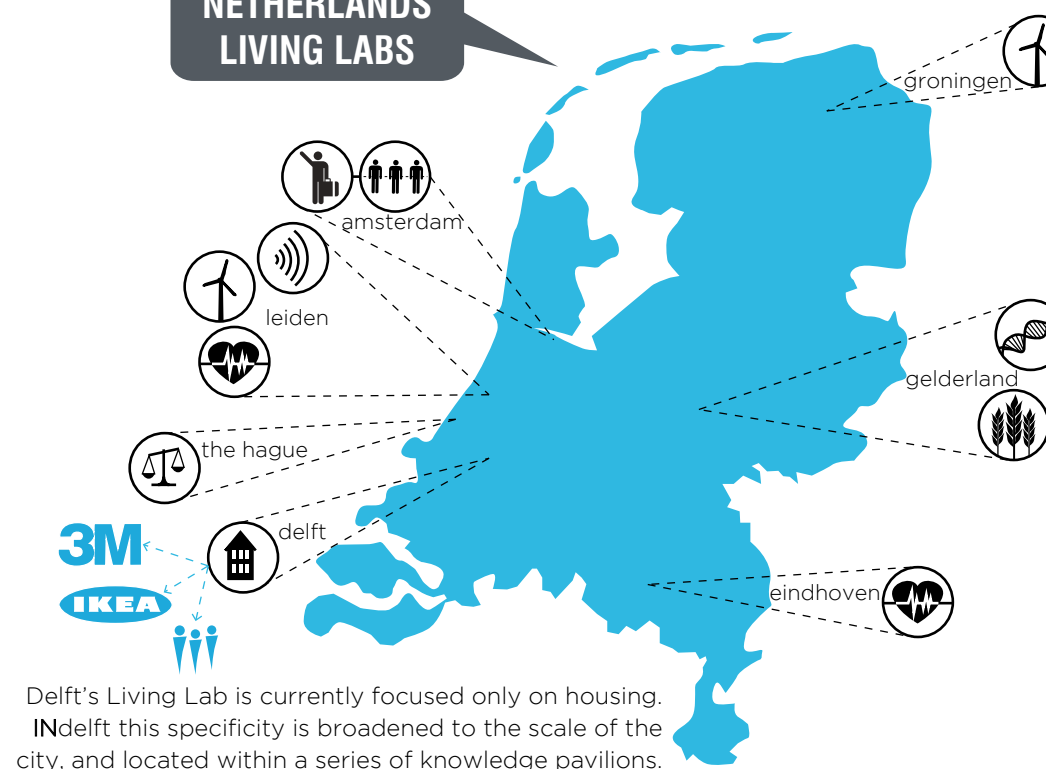 NETHERLANDS
LIVING LABS
groningen
amsterdam
leiden
gelderland
the hague
delft
3M
IKEA
eindhoven
Delft's Living Lab is currently focused only on housing.
INdelft this specificity is broadened to the scale of the
city, and located within a series of knowledge pavilions.